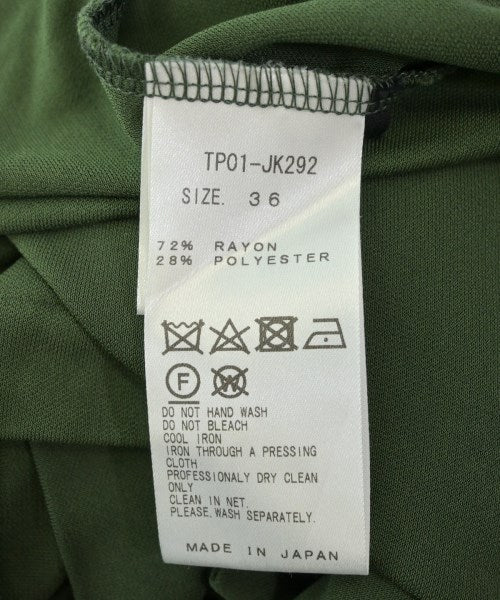 TP01-JK292
SIZE. 36
72% RAYON
28% POLYESTER
F W
DO NOT HAND WASH
DO NOT BLEACH
COOL IRON
IRON THROUGH A PRESSING
CLOTH
PROFESSIONALY DRY CLEAN
ONLY
CLEAN IN NET.
PLEASE.WASH SEPARATELY.
MADE IN JAPAN